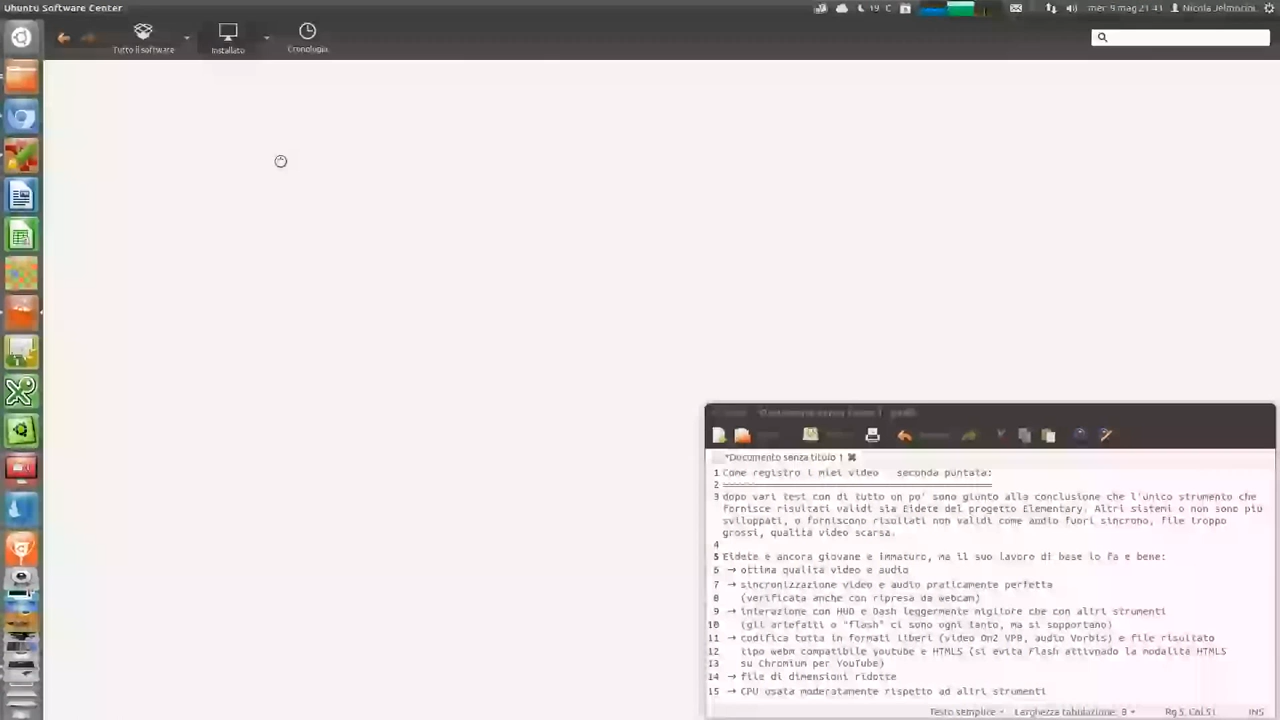 Ubuntu Software Center
19°C
mer 9 mag 21:41
Nicola Jelmorini
Tutto il software
Installato
Cronologia
*Documento senza titolo 1
1 Come registro i miei video seconda puntata:
2 ==========================================
3 dopo vari test con di tutto un po' sono giunto alla conclusione che l'unico strumento che
fornisce risultati validi sia Eidete del progetto Elementary. Altri sistemi o non sono più
sviluppati, o forniscono risultati non validi come audio fuori sincrono, file troppo
grossi, qualità video scarsa.
4
5 Eidete è ancora giovane e immaturo, ma il suo lavoro di base lo fa e bene:
6 → ottima qualità video e audio
7 → sincronizzazione video e audio praticamente perfetta
8 (verificata anche con ripresa da webcam)
9 → interazione con HUD e Dash leggermente migliore che con altri strumenti
10 (gli artefatti o "flash" ci sono ogni tanto, ma si sopportano)
11 → codifica tutta in formati liberi (video On2 VP8, audio Vorbis) e file risultato
12 tipo webm compatibile youtube e HTML5 (si evita Flash attivnado la modalità HTML5
13 su Chromium per YouTube)
14 → file di dimensioni ridotte
15 → CPU usata moderatamente rispetto ad altri strumenti
Testo semplice Larghezza tabulazione: 8 Rg 5, Col 51 INS